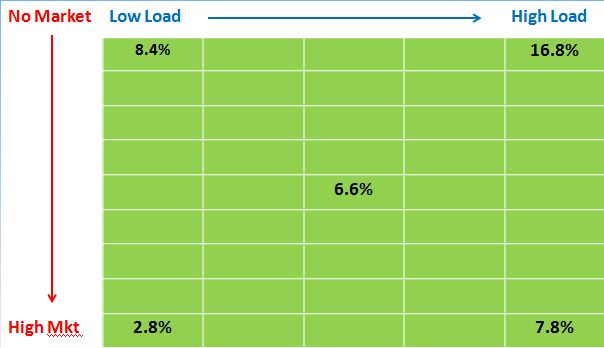 No Market Low Load High Load
8.4% 16.8%
6.6%
High Mkt 2.8% 7.8%